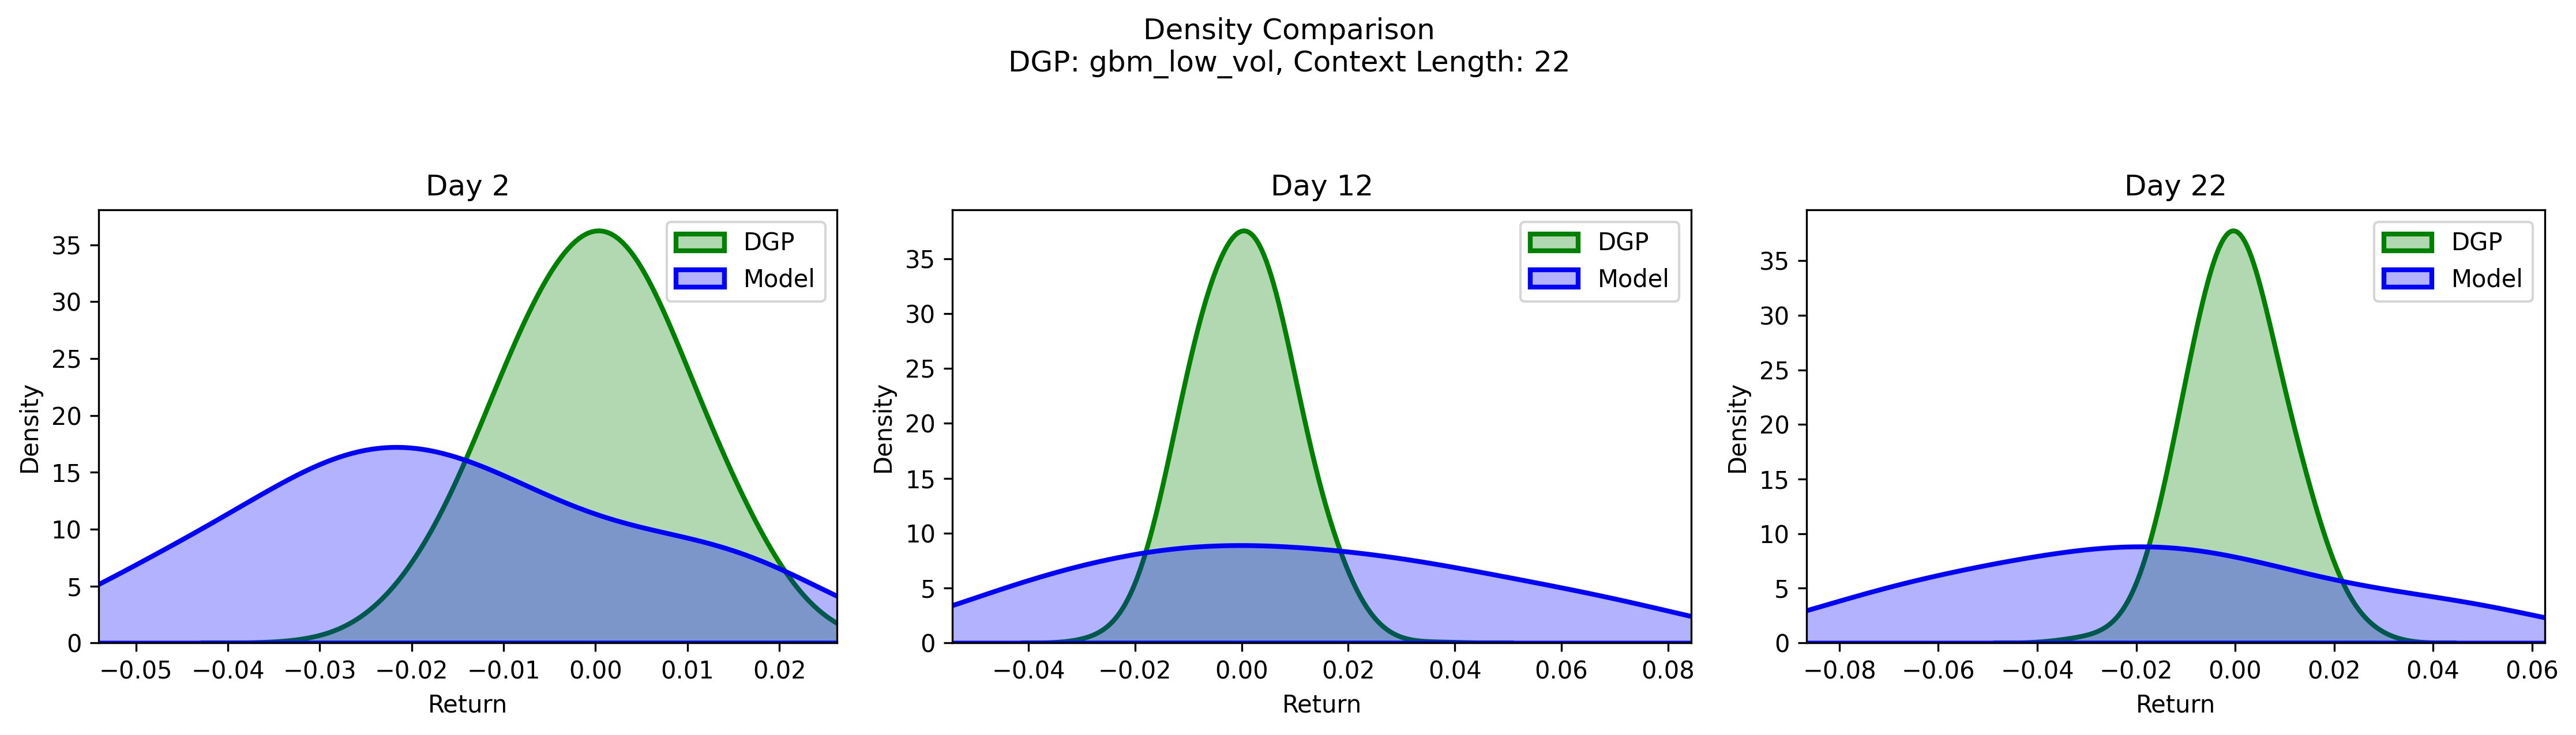 Density Comparison
DGP: gbm_low_vol, Context Length: 22
Day 2
DGP
Model
Density
35
30
25
20
15
10
5
0
−0.05 −0.04 −0.03 −0.02 −0.01 0.00 0.01 0.02
Return
Day 12
DGP
Model
Density
35
30
25
20
15
10
5
0
−0.04 −0.02 0.00 0.02 0.04 0.06 0.08
Return
Day 22
DGP
Model
Density
35
30
25
20
15
10
5
0
−0.08 −0.06 −0.04 −0.02 0.00 0.02 0.04 0.06
Return